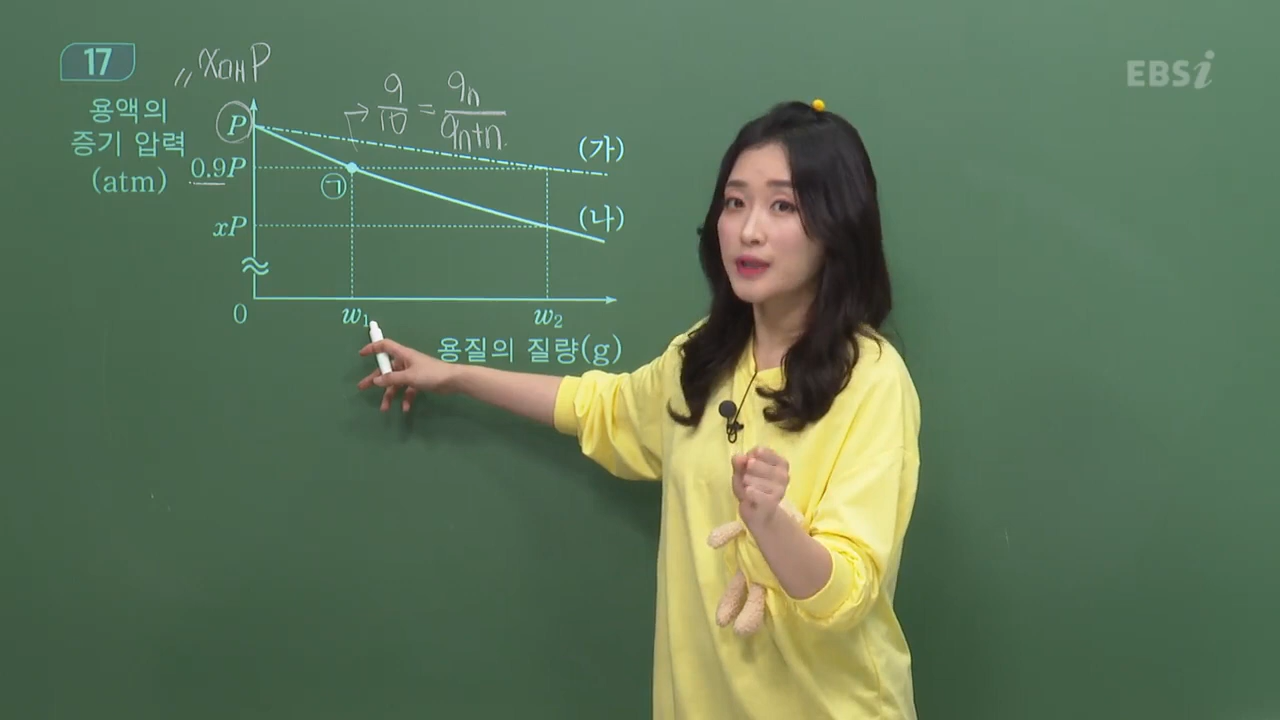 17
〃 X용매P
EBSi
용액의
증기 압력
(atm)
P
0.9P
xP
0
→ 9/10 = 9n/9n+n
㉠
(가)
(나)
w₁
w₂
용질의 질량(g)